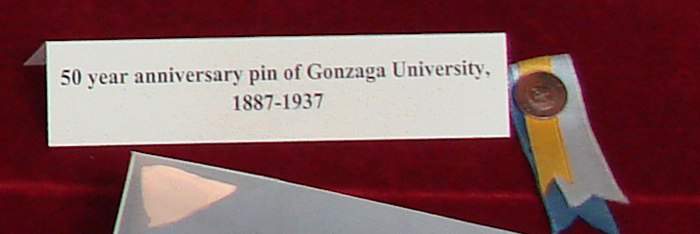 50 year anniversary pin of Gonzaga University,
1887-1937